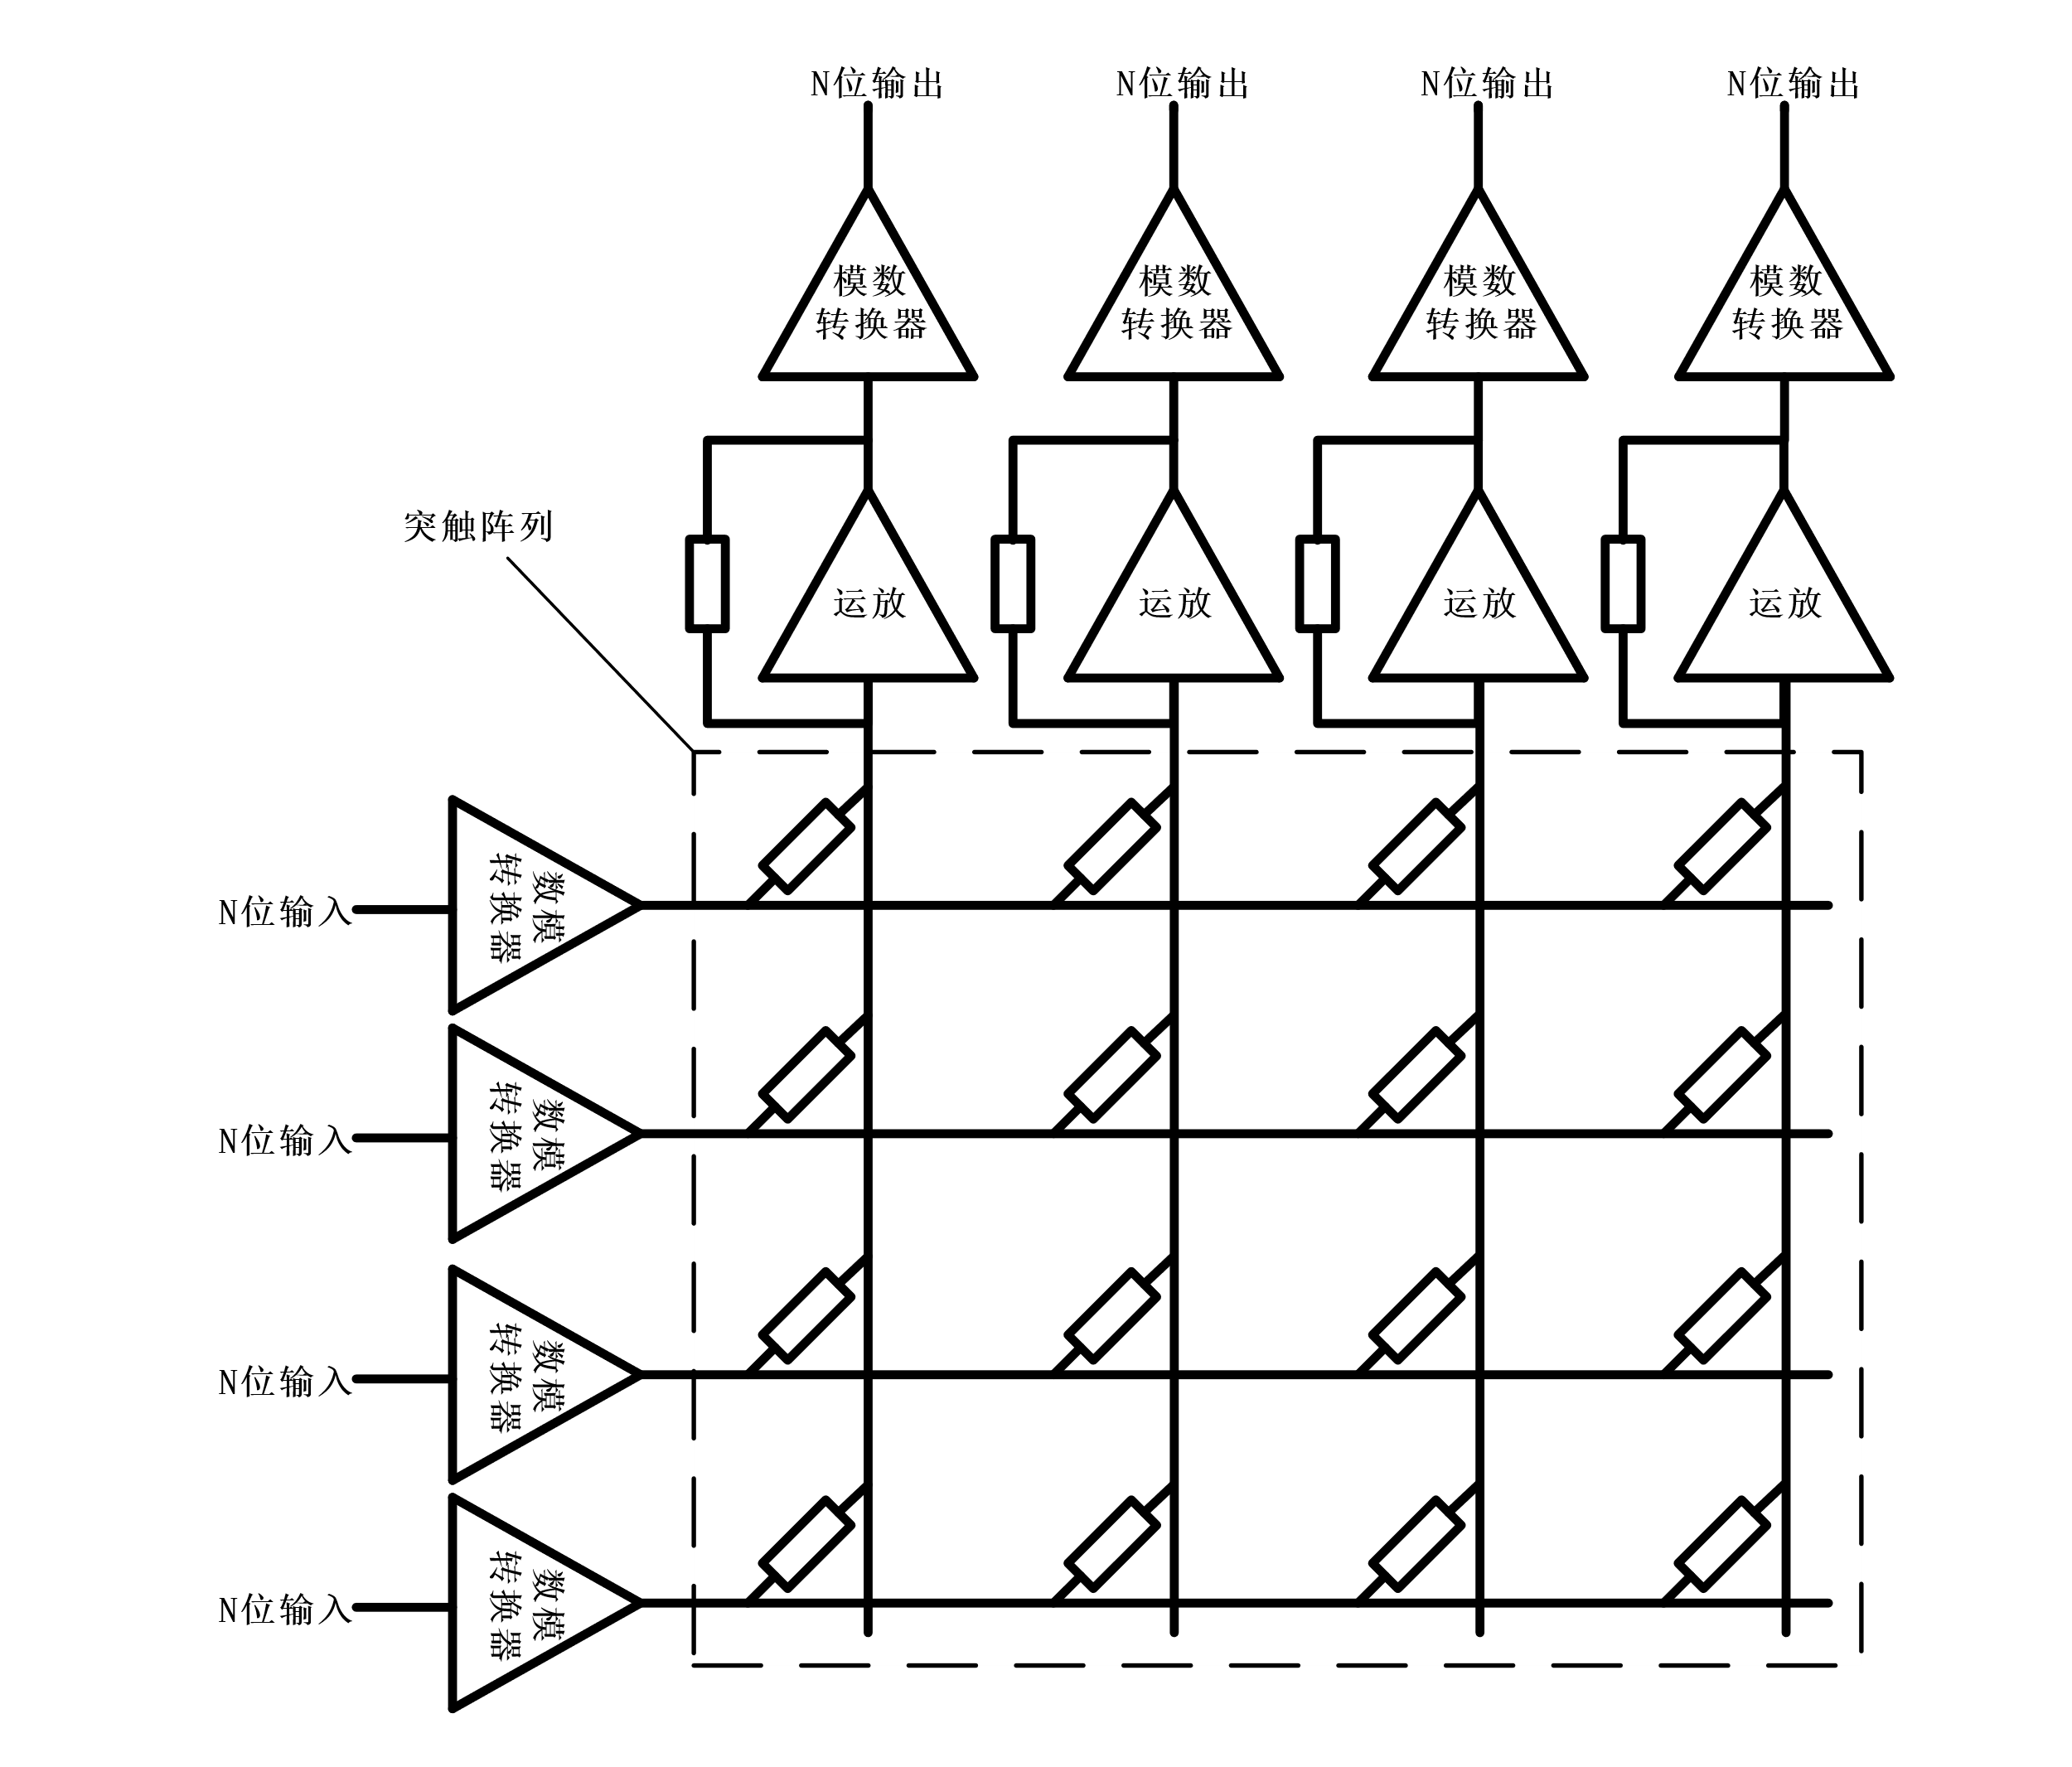 N位输出
N位输出
N位输出
N位输出
模数
转换器
模数
转换器
模数
转换器
模数
转换器
突触阵列
运放
运放
运放
运放
N位输入
数模
转换器
N位输入
数模
转换器
N位输入
数模
转换器
N位输入
数模
转换器